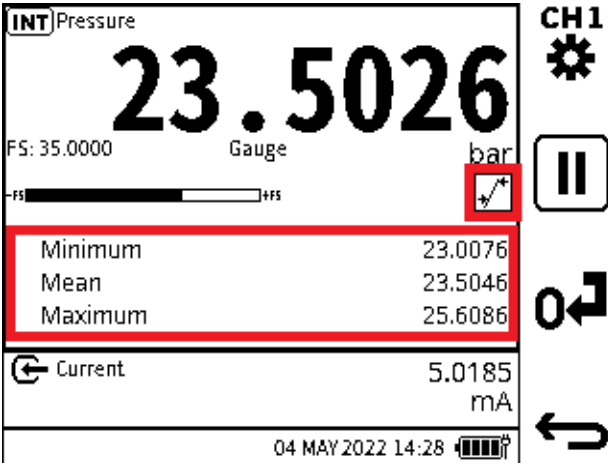 INT Pressure
CH1
23.5026
FS: 35.0000 Gauge bar
-FS +FS
Minimum 23.0076
Mean 23.5046
Maximum 25.6086
0
Current 5.0185
mA
04 MAY 2022 14:28